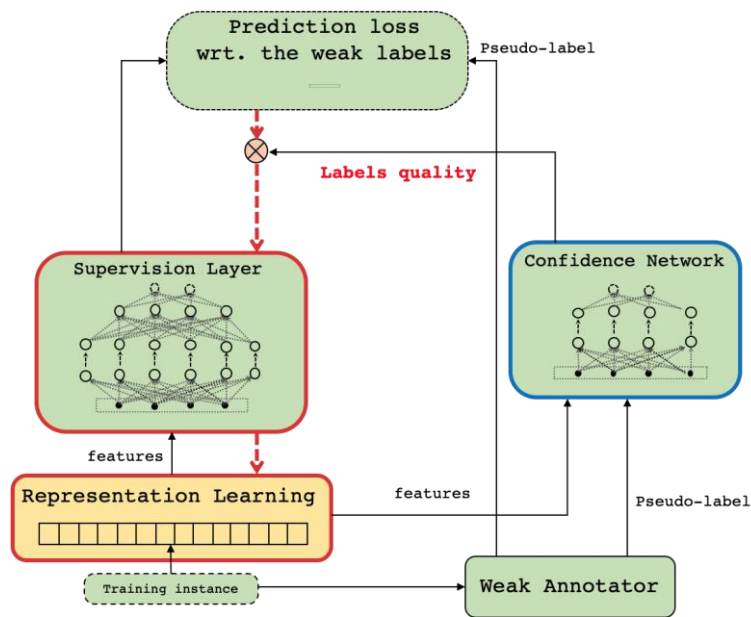 Prediction loss
wrt. the weak labels
Pseudo-label
Labels quality
Supervision Layer
Confidence Network
features
Representation Learning
features
Pseudo-label
Training instance
Weak Annotator